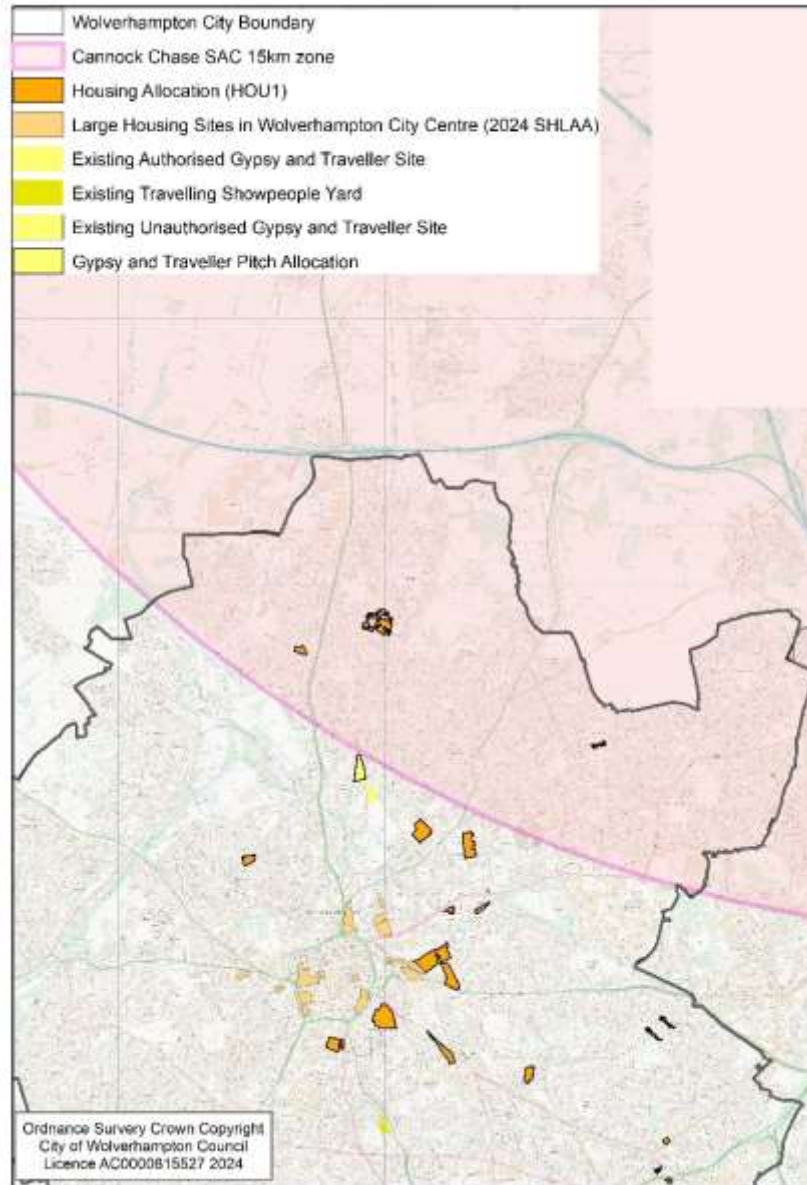 Wolverhampton City Boundary
Cannock Chase SAC 15km zone
Housing Allocation (HOU1)
Large Housing Sites in Wolverhampton City Centre (2024 SHLAA)
Existing Authorised Gypsy and Traveller Site
Existing Travelling Showpeople Yard
Existing Unauthorised Gypsy and Traveller Site
Gypsy and Traveller Pitch Allocation
Ordnance Survery Crown Copyright
City of Wolverhampton Council
Licence AC0000815527 2024